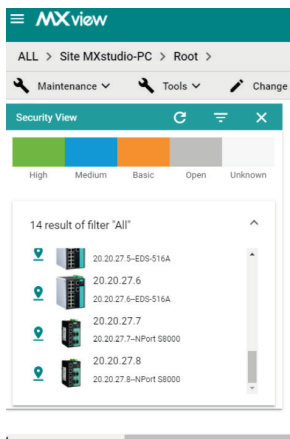 MXview
ALL > Site MXstudio-PC > Root >
Maintenance Tools Change
Security View
High Medium Basic Open Unknown
14 result of filter "All"
20.20.27.5–EDS-516A
20.20.27.6
20.20.27.6–EDS-516A
20.20.27.7
20.20.27.7–NPort S8000
20.20.27.8
20.20.27.8–NPort S8000